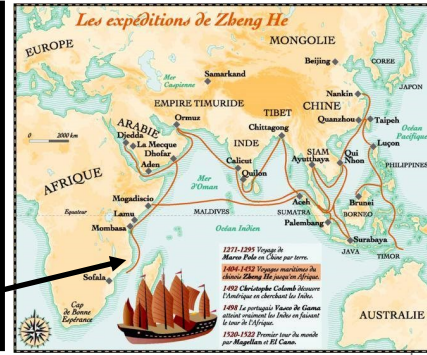 Les expéditions de Zheng He
EUROPE
MONGOLIE
Beijing
COREE
JAPON
Mer
Caspienne
Samarkand
Nankin
EMPIRE TIMURIDE
TIBET
CHINE
Quanzhou
Taipeh
Océan
Pacifique
0 2000 km
ARABIE
Ormuz
Chittagong
Djedda
La Mecque
Dhofar
Aden
INDE
SIAM
Ayutthaya
Qui
Nhon
Luçon
PHILIPPINES
AFRIQUE
Mer
d'Oman
Calicut
Quilon
Mogadiscio
Equateur
Lamu
Mombasa
MALDIVES
Aceh
SUMATRA
Brunei
BORNEO
Palembang
Océan Indien
Surabaya
JAVA
TIMOR
Sofala
Cap
de Bonne
Espérance
AUSTRALIE
1271-1295 Voyage de
Marco Polo en Chine par terre.
1404-1432 Voyages maritimes du
chinois Zheng He jusqu'en Afrique.
1492 Christophe Colomb découvre
l'Amérique en cherchant les Indes.
1498 Le portugais Vasco de Gama
atteint vraiment les Indes en faisant
le tour de l'Afrique.
1520-1522 Premier tour du monde
par Magellan et El Cano.